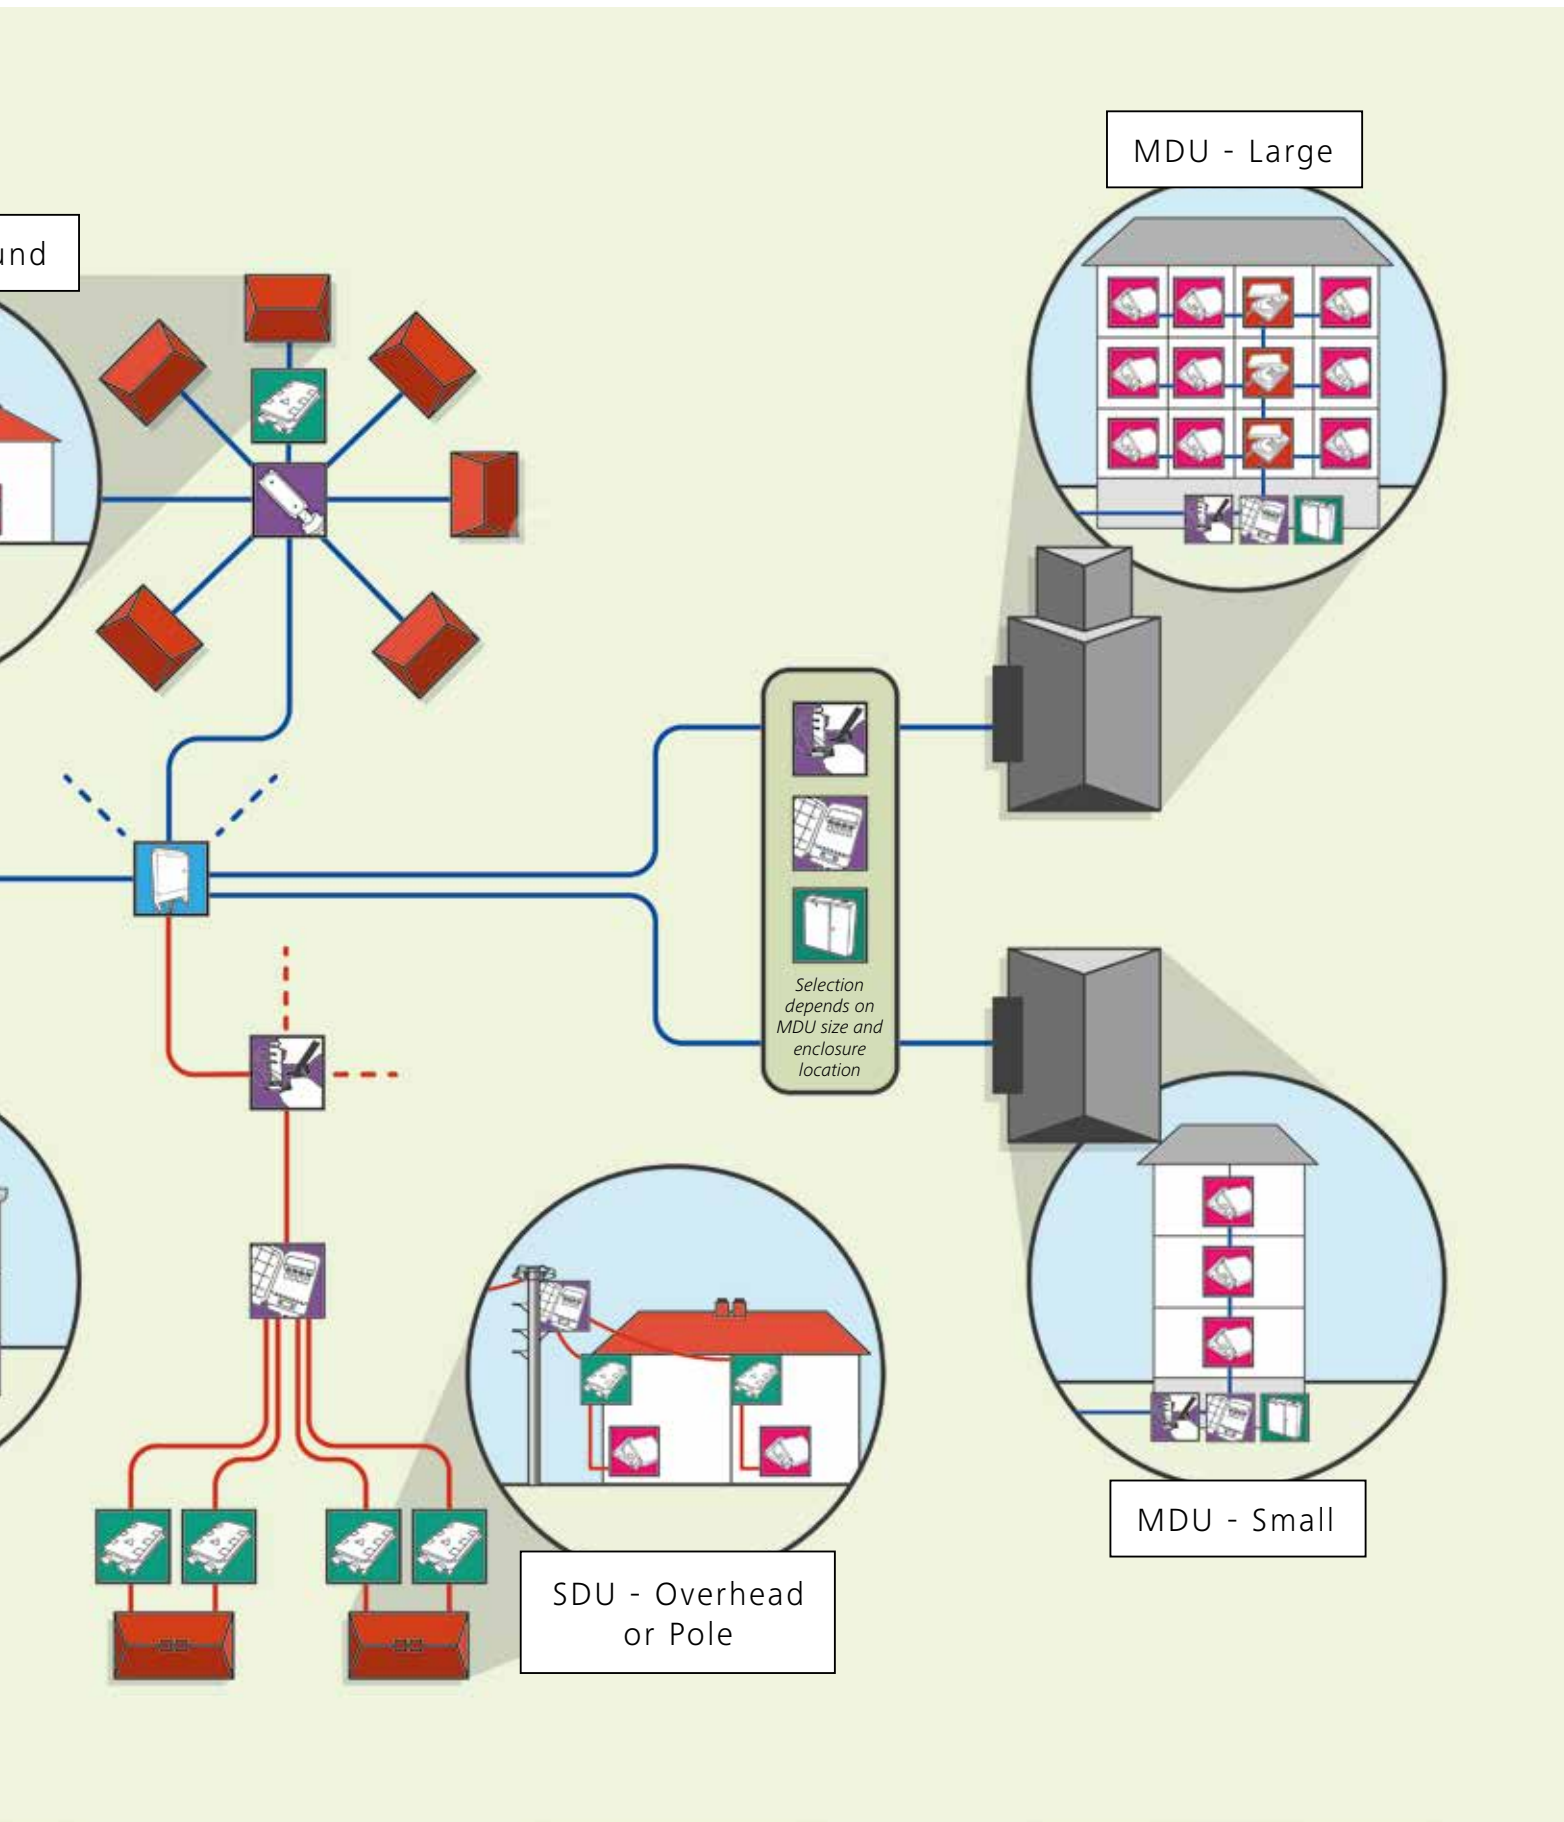 MDU - Large
und
Selection
depends on
MDU size and
enclosure
location
SDU - Overhead
or Pole
MDU - Small